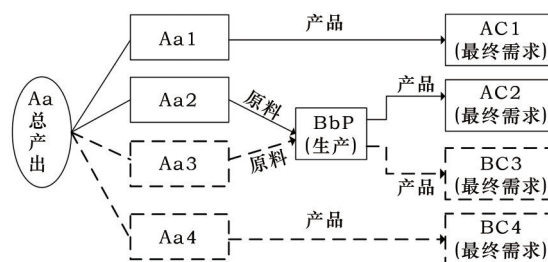 Aa
总
产
出
Aa1
产品
AC1
(最终需求)
Aa2
原料
BbP
(生产)
产品
AC2
(最终需求)
Aa3
原料
产品
BC3
(最终需求)
Aa4
产品
BC4
(最终需求)